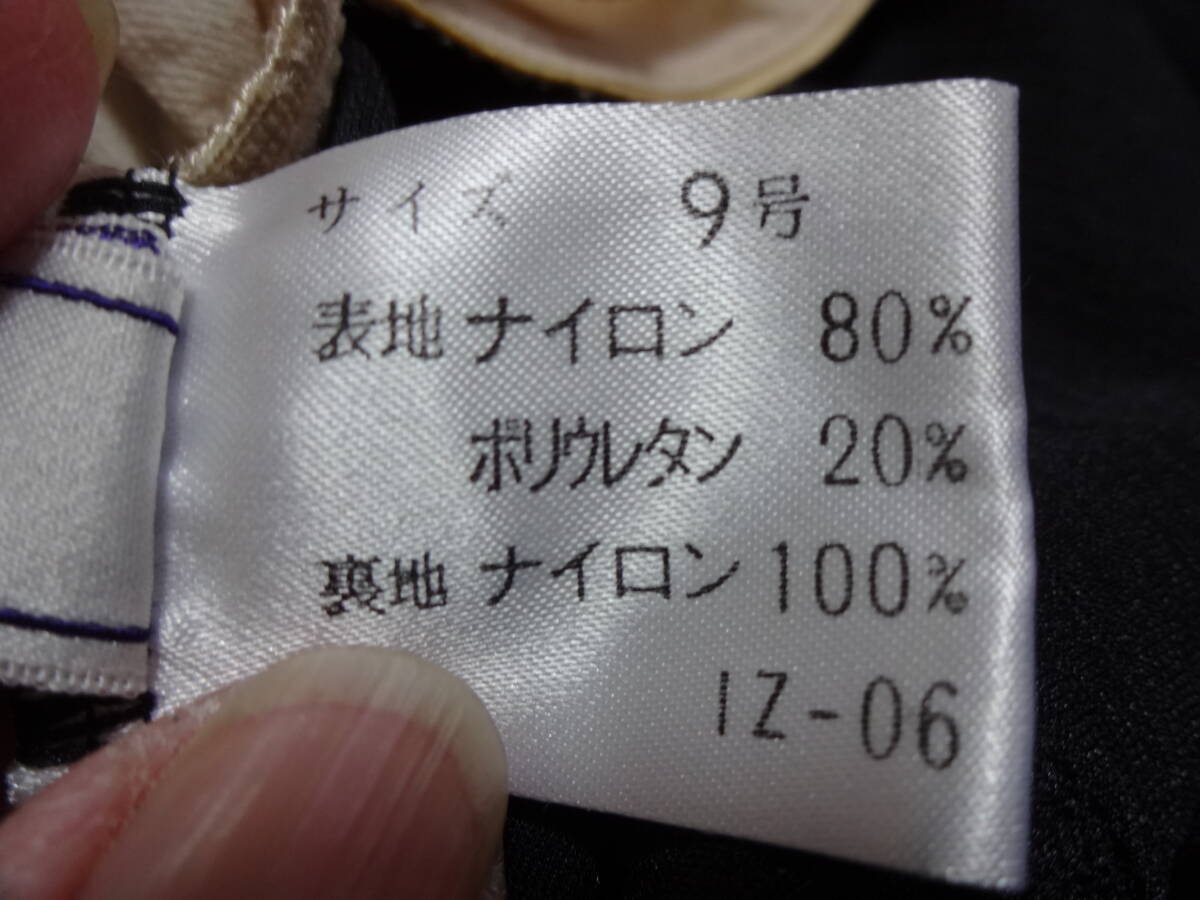 サイズ 9号
表地 ナイロン 80%
ポリウレタン 20%
裏地 ナイロン 100%
IZ-06